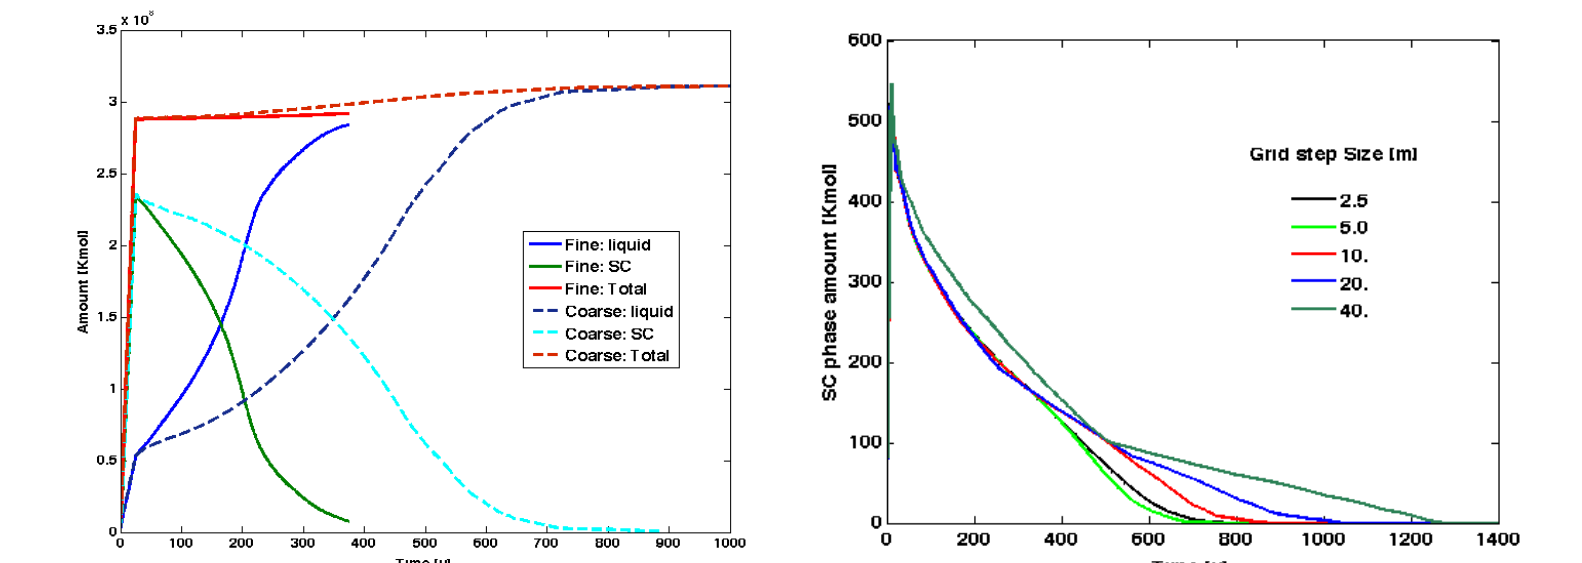 3.5 x 10⁸
3
2.5
2
1.5
1
0.5
0
Amount [Kmol]
0 100 200 300 400 500 600 700 800 900 1000
Fine: liquid
Fine: SC
Fine: Total
Coarse: liquid
Coarse: SC
Coarse: Total
600
500
400
300
200
100
0
SC phase amount [Kmol]
0 200 400 600 800 1000 1200 1400
Grid step Size [m]
2.5
5.0
10.
20.
40.